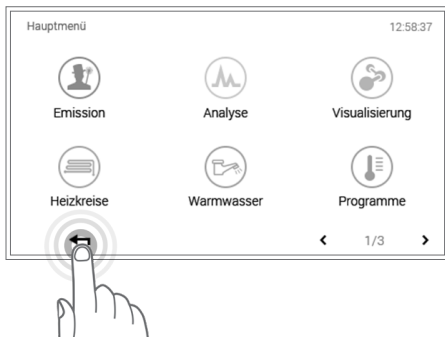 Hauptmenü 12:58:37
Emission Analyse Visualisierung
Heizkreise Warmwasser Programme
1/3